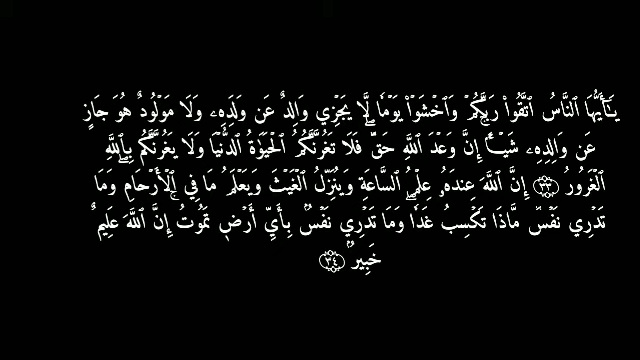 يَـٰٓأَيُّهَا ٱلنَّاسُ ٱتَّقُوا۟ رَبَّكُمۡ وَٱخۡشَوۡا۟ يَوۡمٗا لَّا يَجۡزِي وَالِدٌ عَن وَلَدِهِۦ وَلَا مَوۡلُودٌ هُوَ جَازٍ
عَن وَالِدِهِۦ شَيۡـًٔاۚ إِنَّ وَعۡدَ ٱللَّهِ حَقّٞۖ فَلَا تَغُرَّنَّكُمُ ٱلۡحَيَوٰةُ ٱلدُّنۡيَا وَلَا يَغُرَّنَّكُم بِٱللَّهِ
ٱلۡغَرُورُ ٣٣ إِنَّ ٱللَّهَ عِندَهُۥ عِلۡمُ ٱلسَّاعَةِ وَيُنَزِّلُ ٱلۡغَيۡثَ وَيَعۡلَمُ مَا فِي ٱلۡأَرۡحَامِۖ وَمَا
تَدۡرِي نَفۡسٞ مَّاذَا تَكۡسِبُ غَدٗاۖ وَمَا تَدۡرِي نَفۡسُۢ بِأَيِّ أَرۡضٖ تَمُوتُۚ إِنَّ ٱللَّهَ عَلِيمٌ
خَبِيرُۢ ٣٤